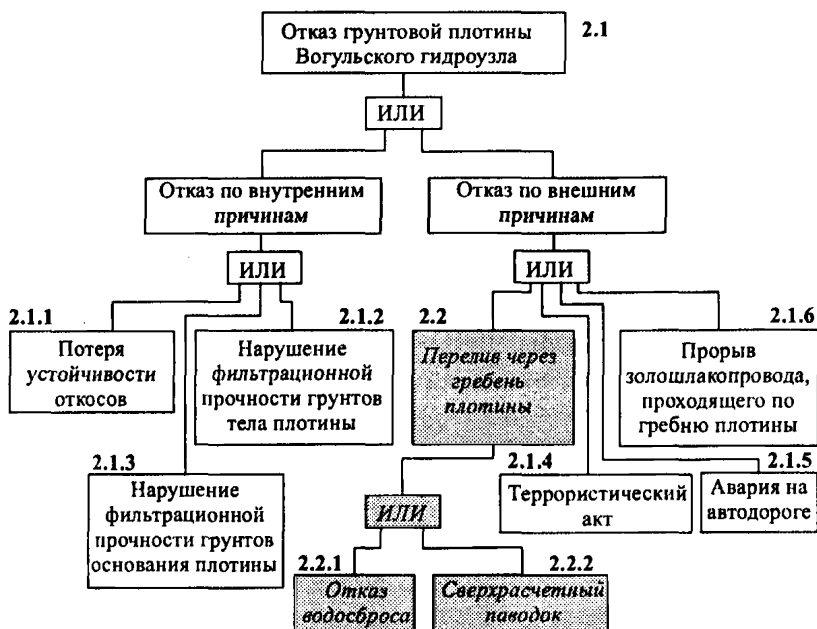 Отказ грунтовой плотины
Вогульского гидроузла
2.1
ИЛИ
Отказ по внутренним
причинам
Отказ по внешним
причинам
ИЛИ
ИЛИ
2.1.1
Потеря
устойчивости
откосов
2.1.2
Нарушение
фильтрационной
прочности грунтов
тела плотины
2.2
Перелив через
гребень
плотины
2.1.6
Прорыв
золошлакопровода,
проходящего по
гребню плотины
2.1.3
Нарушение
фильтрационной
прочности грунтов
основания плотины
2.1.4
Террористический
акт
2.1.5
Авария на
автодороге
ИЛИ
2.2.1
Отказ
водосброса
2.2.2
Сверхрасчетный
паводок